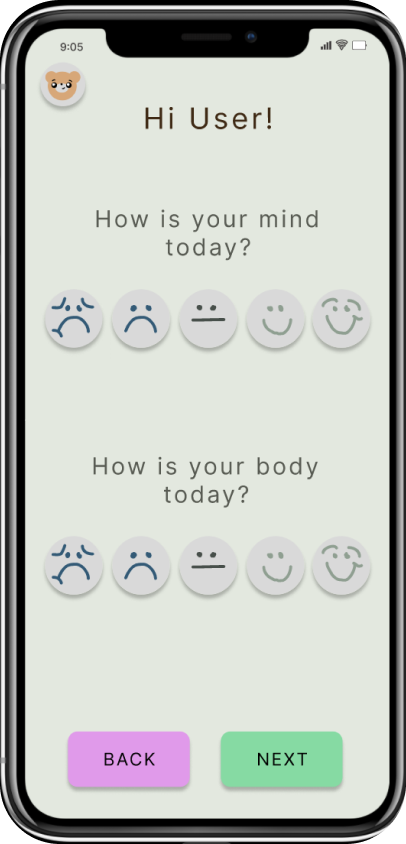 9:05
Hi User!
How is your mind
today?
How is your body
today?
BACK
NEXT